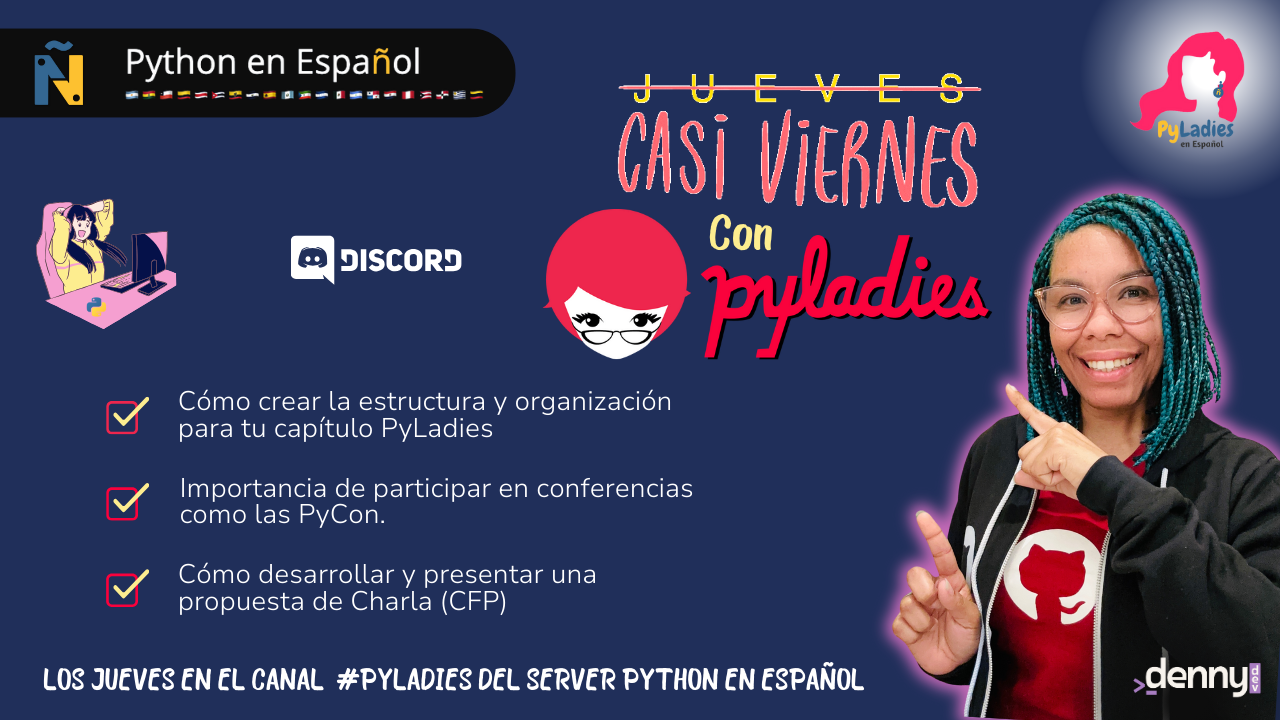 Python en Español
JUEVES
CASI VIERNES
Con
pyladies
PyLadies
en Español
DISCORD
Cómo crear la estructura y organización
para tu capítulo PyLadies
Importancia de participar en conferencias
como las PyCon.
Cómo desarrollar y presentar una
propuesta de Charla (CFP)
LOS JUEVES EN EL CANAL #PYLADIES DEL SERVER PYTHON EN ESPAÑOL
>_denny dev